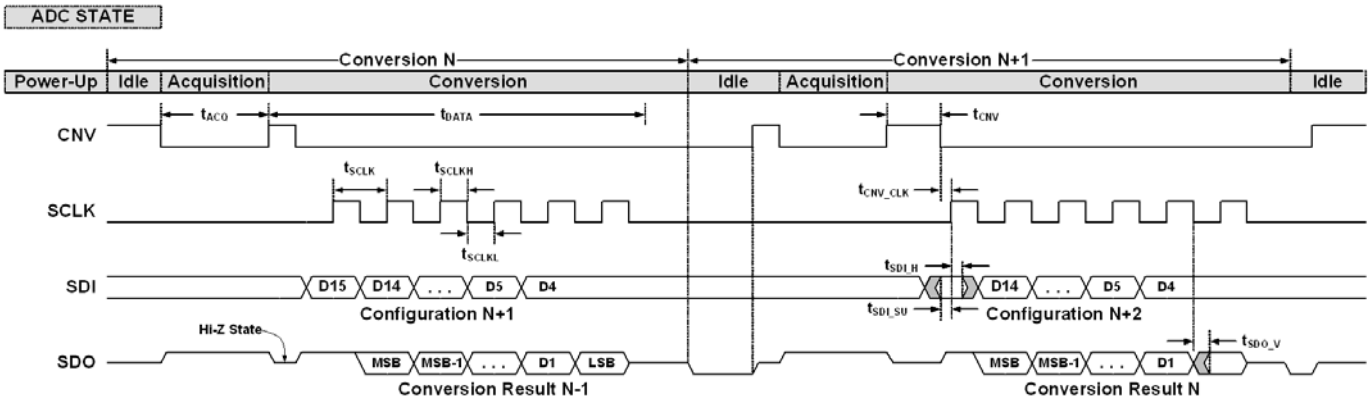 ADC STATE
Conversion N Conversion N+1
Power-Up Idle Acquisition Conversion Idle Acquisition Conversion Idle
tACQ tDATA tCNV
CNV
tSCLK tSCLKH tCNV_CLK
SCLK
tSCLKL tSDI_H
SDI D15 D14 . . . D5 D4 D14 . . . D5 D4
Configuration N+1 tSDI_SU Configuration N+2
Hi-Z State tSDO_V
SDO MSB MSB-1 . . . D1 LSB MSB MSB-1 . . . D1
Conversion Result N-1 Conversion Result N